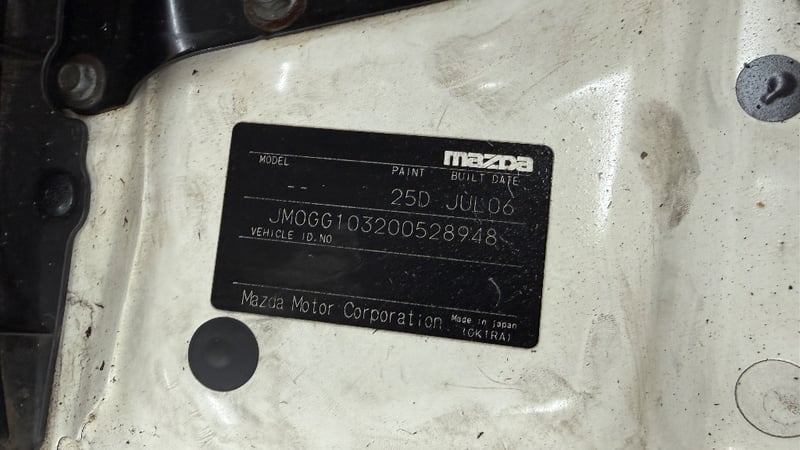 mazda
MODEL PAINT BUILT DATE
-- 25D JUL06
JM0GG103200528948
VEHICLE ID.NO
Mazda Motor Corporation Made in japan
(GK1RA)